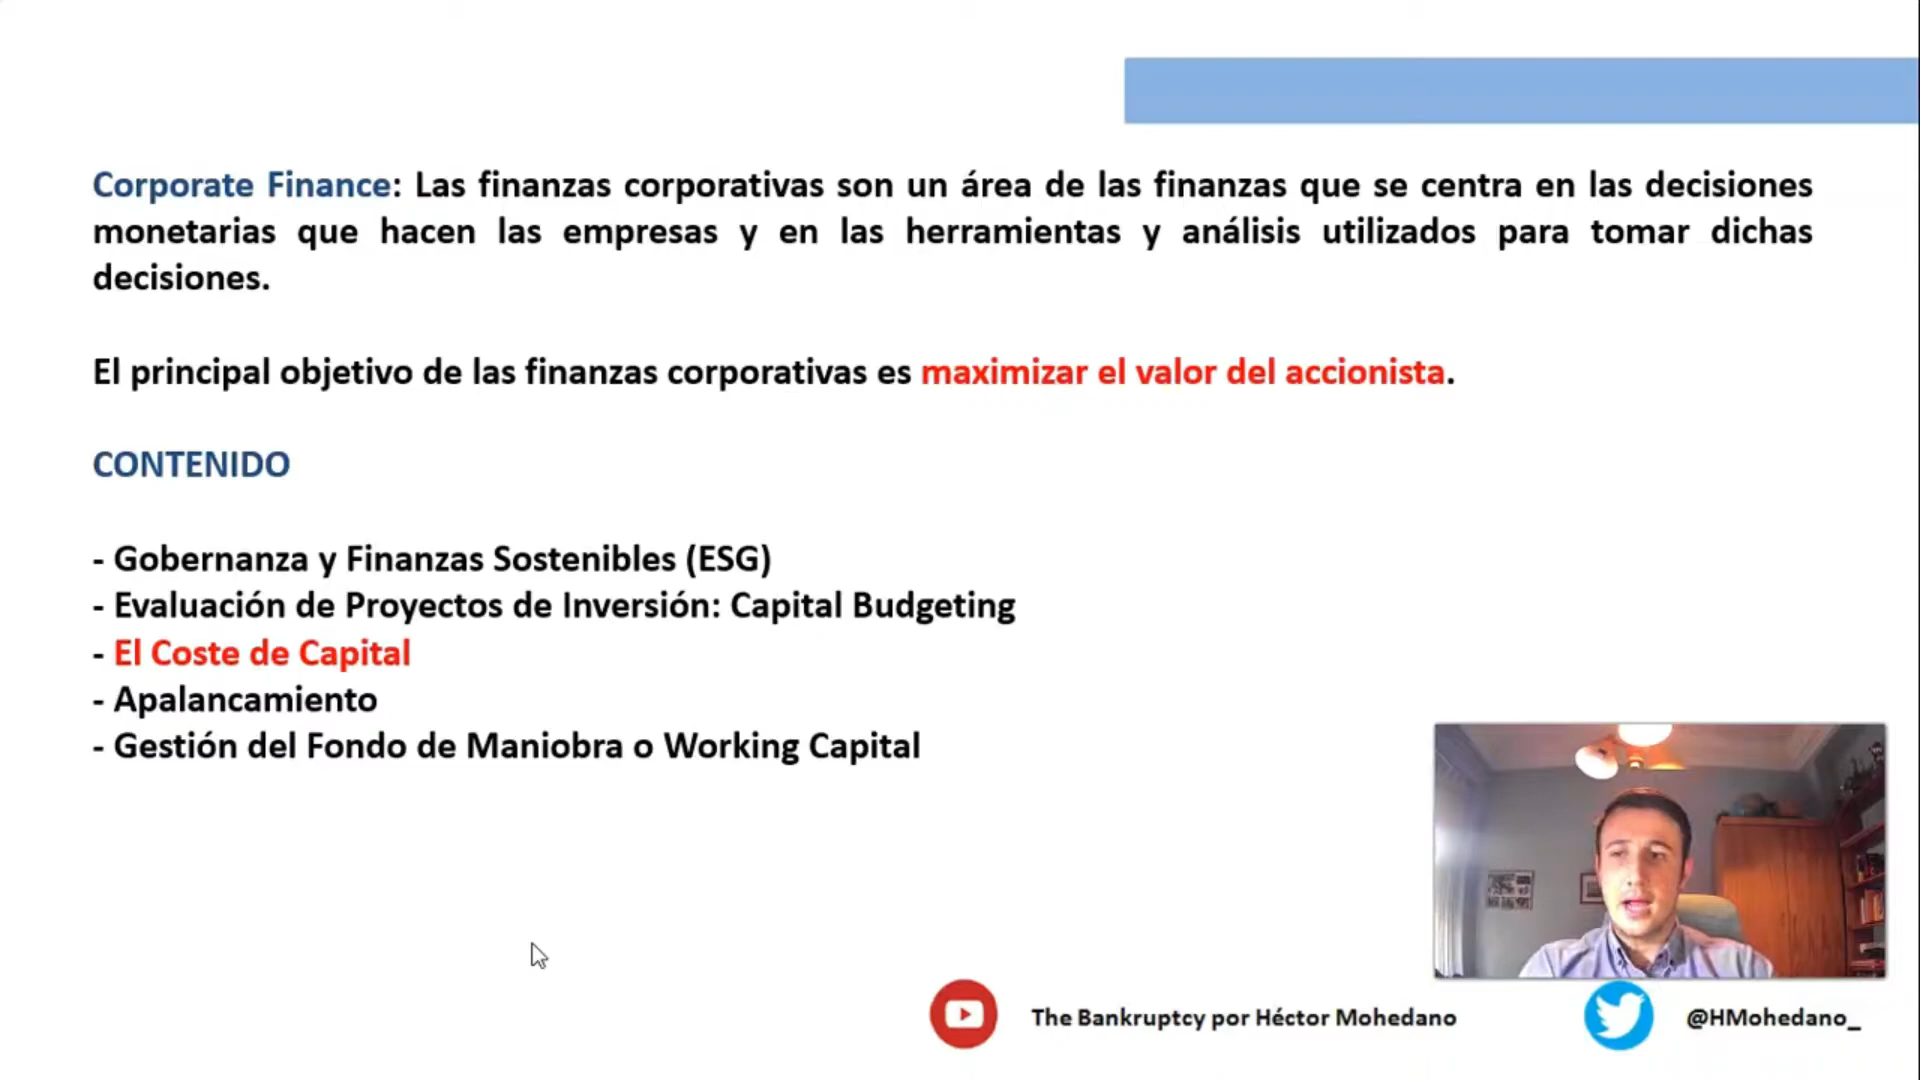 Corporate Finance: Las finanzas corporativas son un área de las finanzas que se centra en las decisiones
monetarias que hacen las empresas y en las herramientas y análisis utilizados para tomar dichas
decisiones.
El principal objetivo de las finanzas corporativas es maximizar el valor del accionista.
CONTENIDO
- Gobernanza y Finanzas Sostenibles (ESG)
- Evaluación de Proyectos de Inversión: Capital Budgeting
- El Coste de Capital
- Apalancamiento
- Gestión del Fondo de Maniobra o Working Capital
The Bankruptcy por Héctor Mohedano
@HMohedano_